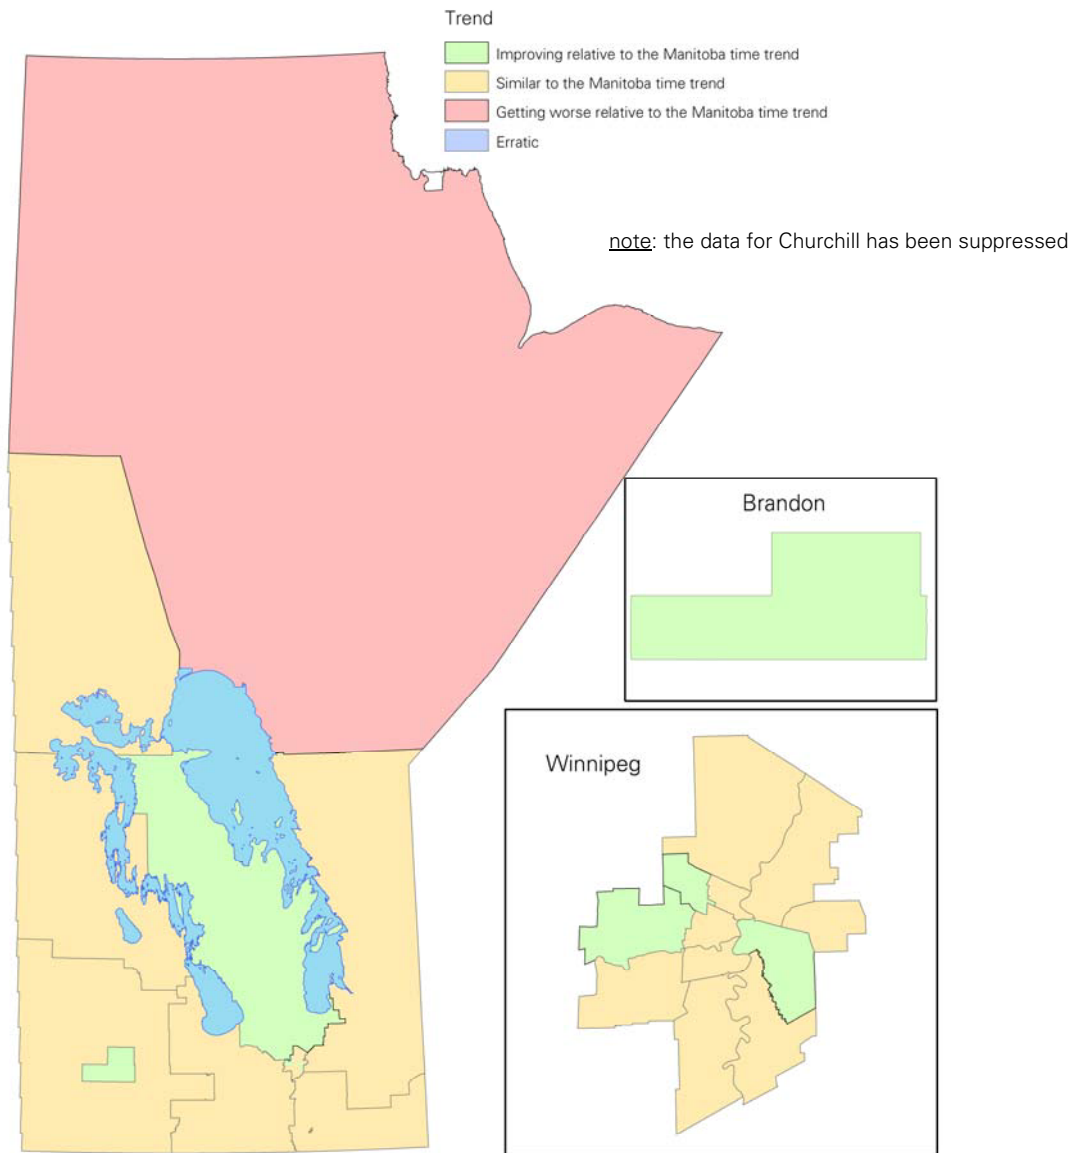 Trend
Improving relative to the Manitoba time trend
Similar to the Manitoba time trend
Getting worse relative to the Manitoba time trend
Erratic
note: the data for Churchill has been suppressed
Brandon
Winnipeg